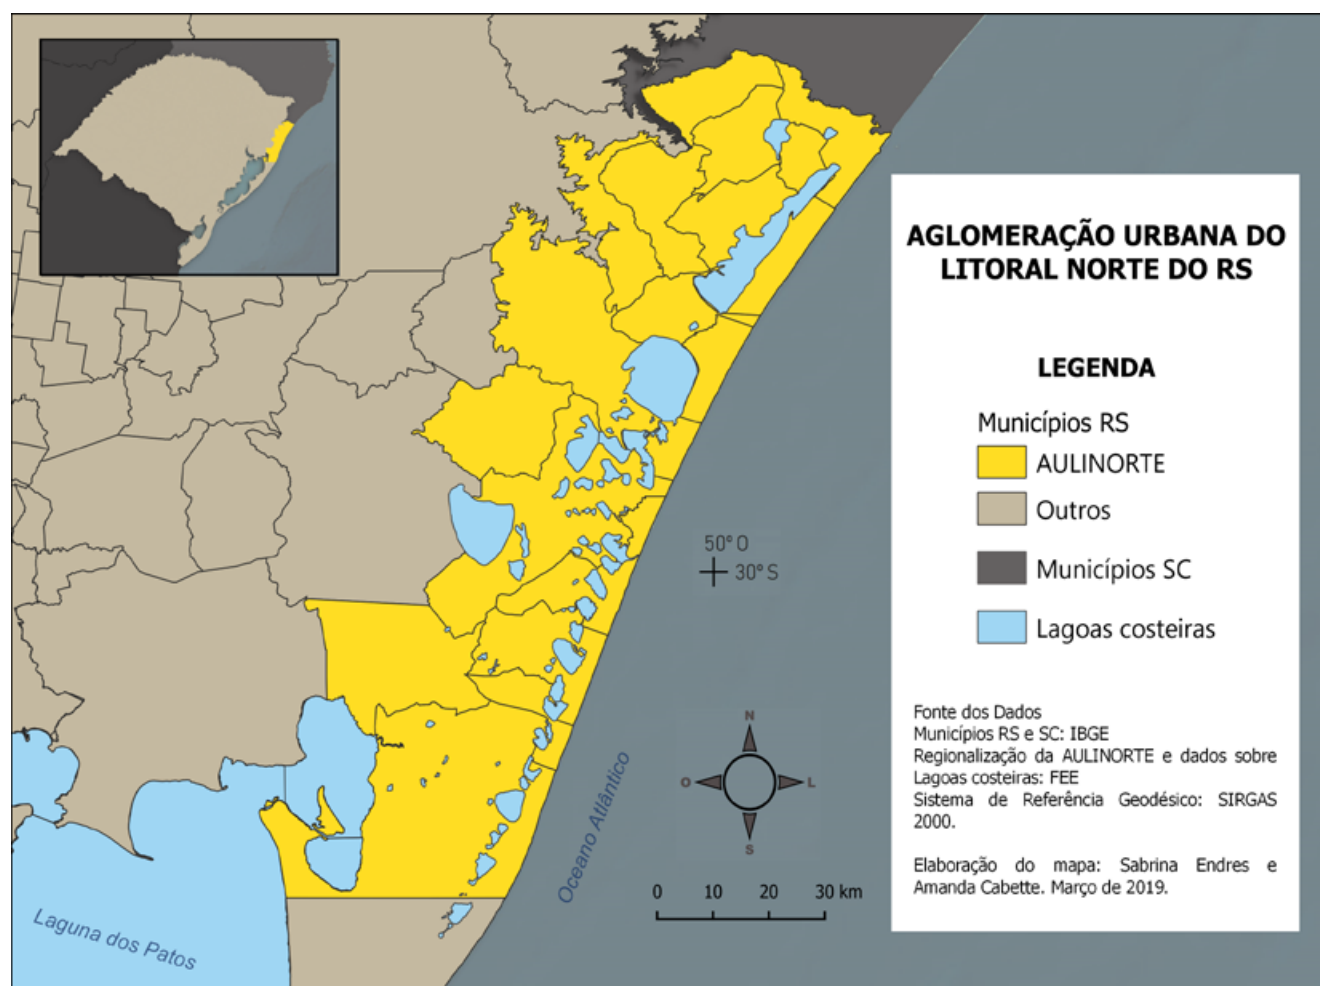 AGLOMERAÇÃO URBANA DO
LITORAL NORTE DO RS
LEGENDA
Municípios RS
AULINORTE
Outros
Municípios SC
Lagoas costeiras
Fonte dos Dados
Municípios RS e SC: IBGE
Regionalização da AULINORTE e dados sobre
Lagoas costeiras: FEE
Sistema de Referência Geodésico: SIRGAS
2000.
Elaboração do mapa: Sabrina Endres e
Amanda Cabette. Março de 2019.
50° O
30° S
N
O
L
S
0 10 20 30 km
Oceano Atlântico
Laguna dos Patos